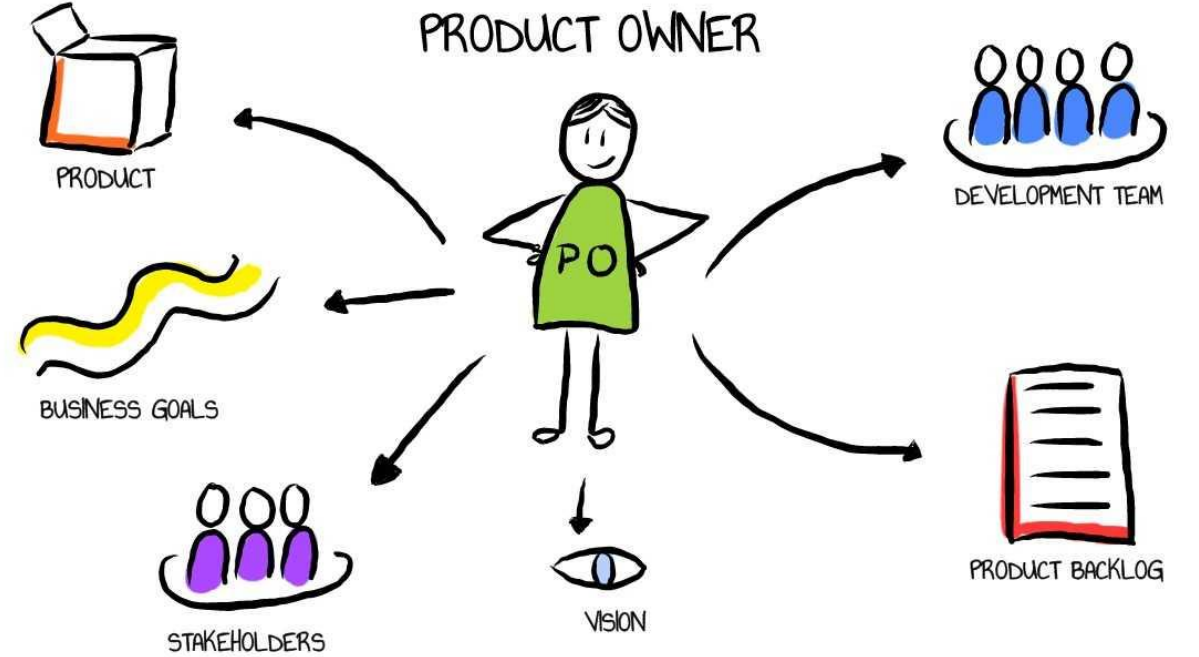 PRODUCT OWNER
PRODUCT
DEVELOPMENT TEAM
PO
BUSINESS GOALS
PRODUCT BACKLOG
VISION
STAKEHOLDERS